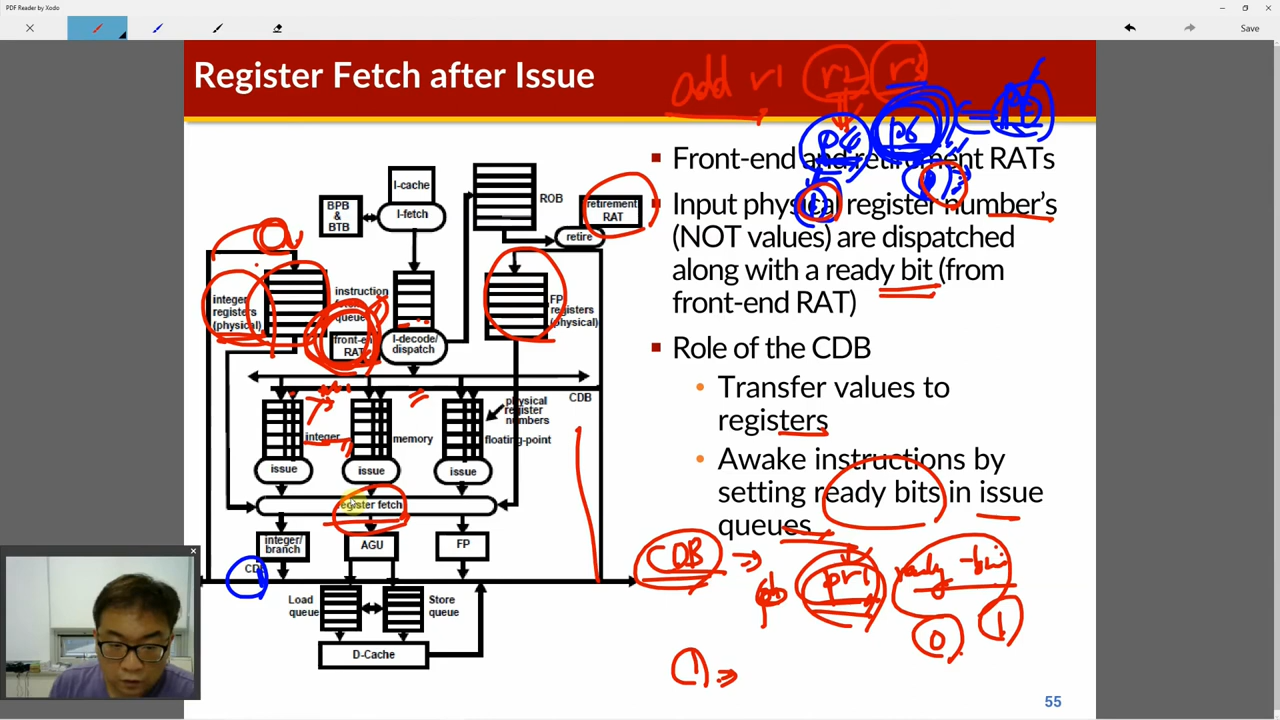 PDF Reader by Xodo
Save
Register Fetch after Issue
add r1 r2 r3
p6
Front-end and retirement RATs
Input physical register number's
(NOT values) are dispatched
along with a ready bit (from
front-end RAT)
Role of the CDB
Transfer values to
registers
Awake instructions by
setting ready bits in issue
queues
I-cache
BPB
&
BTB
I-fetch
ROB
retirement
RAT
retire
integer
registers
(physical)
instruction
queue
front-end
RAT
I-decode/
dispatch
FP
registers
(physical)
CDB
physical
register
numbers
integer
memory
floating-point
issue
issue
issue
register fetch
integer/
branch
AGU
FP
CDB
Load
queue
Store
queue
D-Cache
CDB
pr1
ready-bit
0
1
1
55